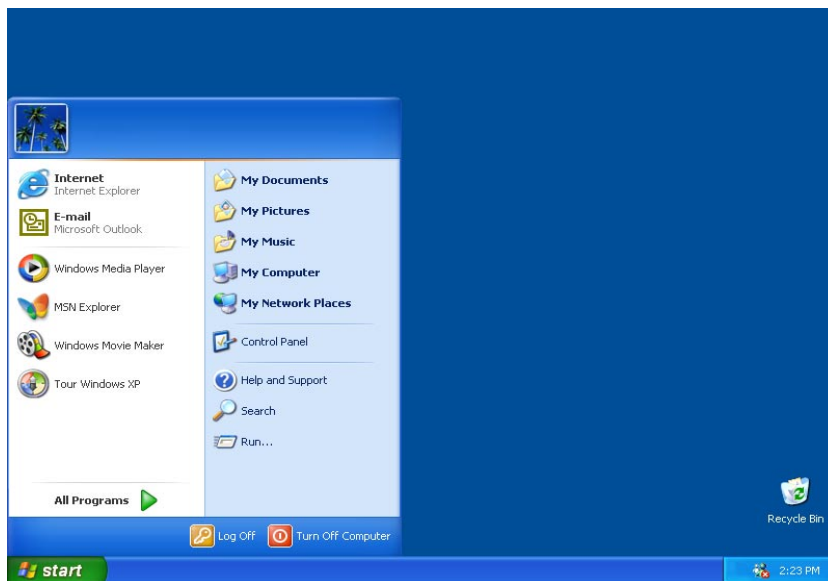 Internet
Internet Explorer
E-mail
Microsoft Outlook
Windows Media Player
MSN Explorer
Windows Movie Maker
Tour Windows XP
All Programs
My Documents
My Pictures
My Music
My Computer
My Network Places
Control Panel
Help and Support
Search
Run...
Log Off
Turn Off Computer
Recycle Bin
start
2:23 PM